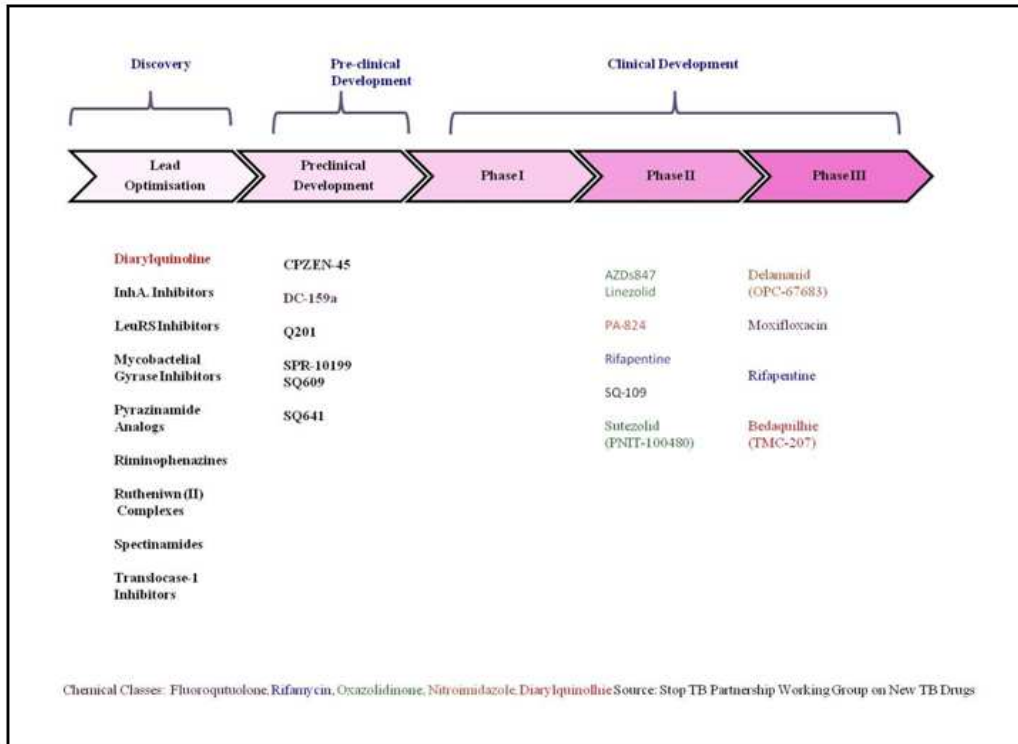 Discovery
Pre-clinical
Development
Clinical Development
Lead
Optimisation
Preclinical
Development
Phase I
Phase II
Phase III
Diarylquinoline
InhA. Inhibitors
LeuRS Inhibitors
Mycobactelial
Gyrase Inhibitors
Pyrazinamide
Analogs
Riminophenazines
Rutheniwn (II)
Complexes
Spectinamides
Translocase-1
Inhibitors
CPZEN-45
DC-159a
Q201
SPR-10199
SQ609
SQ641
AZDs847
Linezolid
PA-824
Rifapentine
SQ-109
Sutezolid
(PNIT-100480)
Delamanid
(OPC-67683)
Moxifloxacin
Rifapentine
Bedaquilhie
(TMC-207)
Chemical Classes: Fluoroqutuolone, Rifamycin, Oxazolidinone, Nitroimidazole, Diarylquinolhie Source: Stop TB Partnership Working Group on New TB Drugs